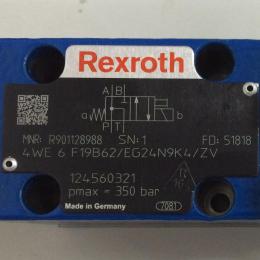 Rexroth
A B
a b
P T
MNR: R901128988 SN: 1 FD: 51818
4WE 6 F19B62/EG24N9K4/ZV
124560321
pmax = 350 bar
Made in Germany 7081